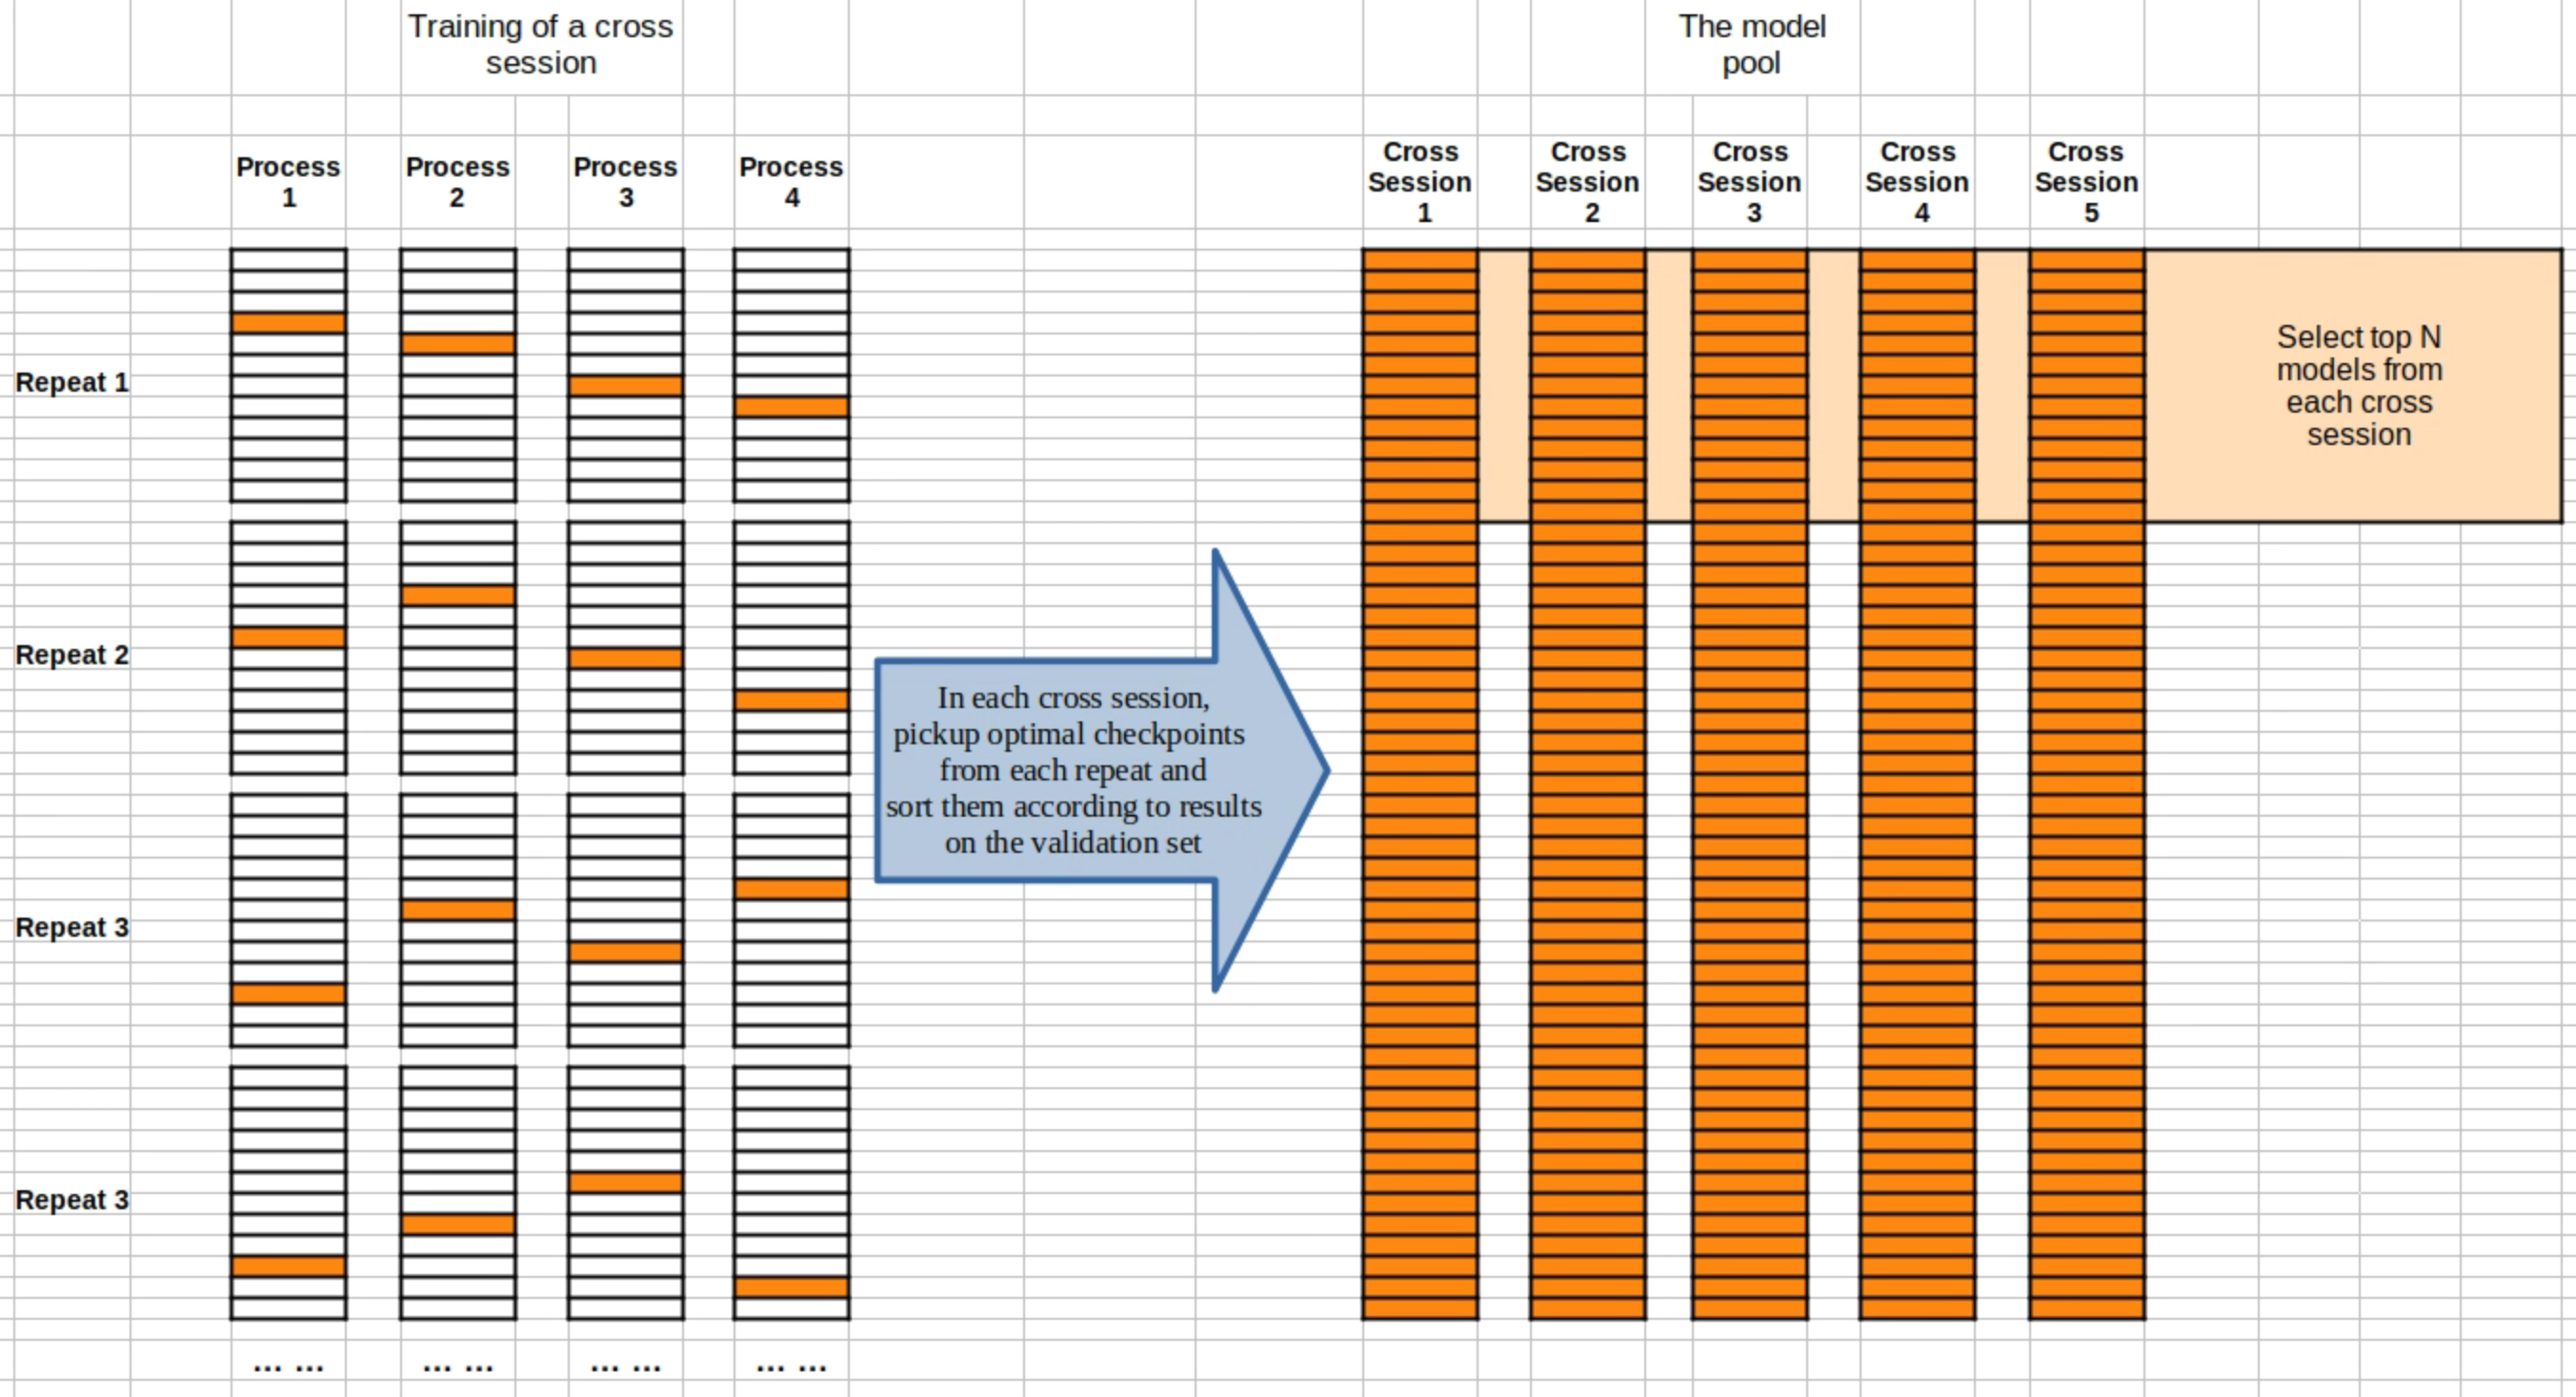 Training of a cross
session
The model
pool
Process
1
Process
2
Process
3
Process
4
Cross
Session
1
Cross
Session
2
Cross
Session
3
Cross
Session
4
Cross
Session
5
Repeat 1
Select top N
models from
each cross
session
Repeat 2
In each cross session,
pickup optimal checkpoints
from each repeat and
sort them according to results
on the validation set
Repeat 3
Repeat 3
... ...
... ...
... ...
... ...